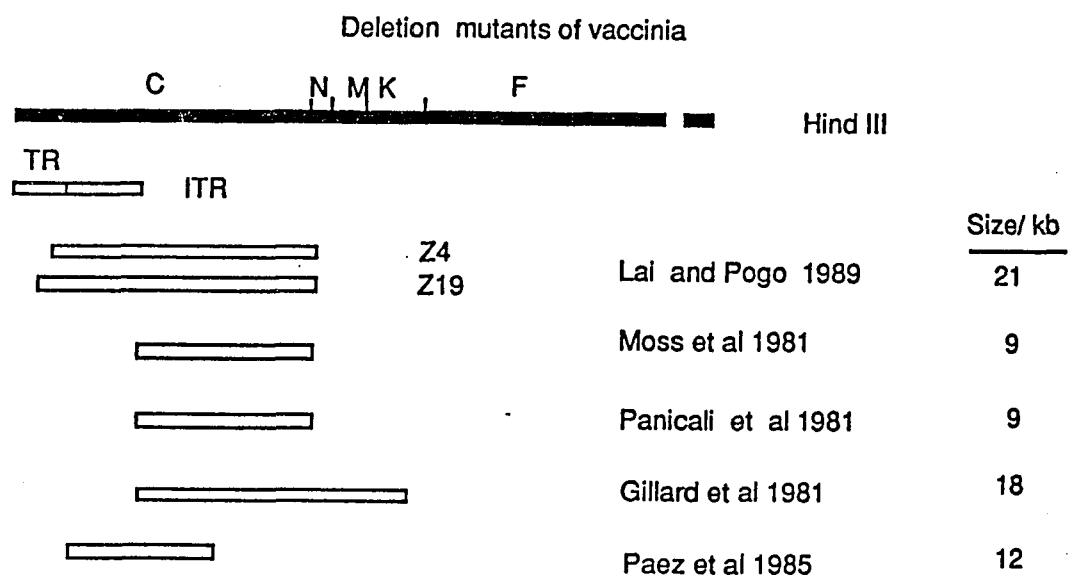 Deletion mutants of vaccinia
C N M K F
Hind III
TR
ITR
Size/ kb
Z4
Z19
Lai and Pogo 1989 21
Moss et al 1981 9
Panicali et al 1981 9
Gillard et al 1981 18
Paez et al 1985 12